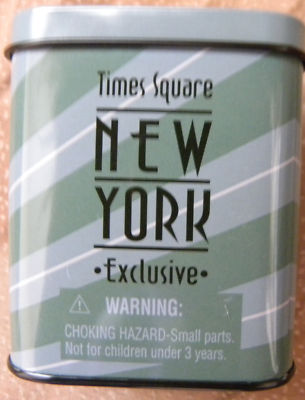 Times Square
NEW
YORK
•Exclusive•
WARNING:
CHOKING HAZARD-Small parts.
Not for children under 3 years.